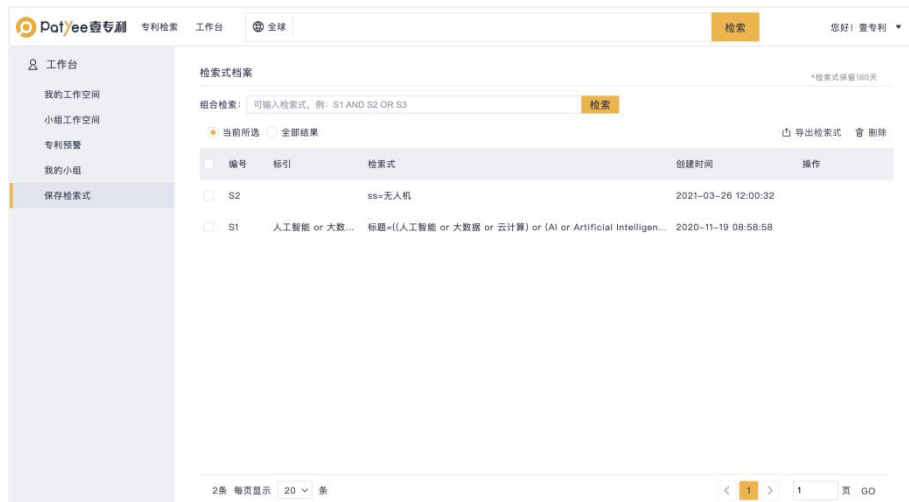 Patyee壹专利 专利检索 工作台 全球 检索 您好！壹专利
工作台
我的工作空间
小组工作空间
专利预警
我的小组
保存检索式
检索式档案 *检索式保留180天
组合检索： 可输入检索式，例：S1 AND S2 OR S3 检索
当前所选 全部结果 导出检索式 删除
编号 标引 检索式 创建时间 操作
S2 ss=无人机 2021-03-26 12:00:32
S1 人工智能 or 大数... 标题=((人工智能 or 大数据 or 云计算) or (AI or Artificial Intelligen... 2020-11-19 08:58:58
2条 每页显示 20 条 1 1 页 GO